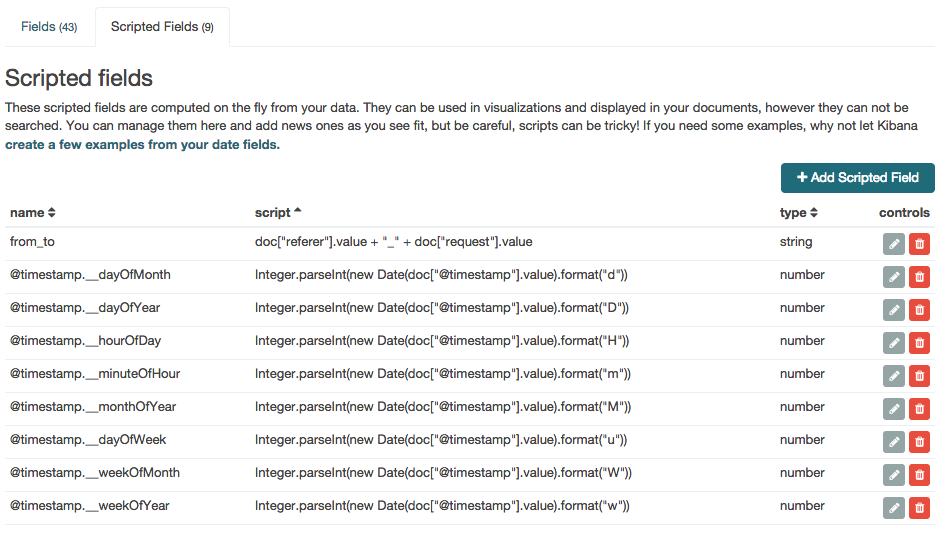 Fields (43) Scripted Fields (9)
Scripted fields
These scripted fields are computed on the fly from your data. They can be used in visualizations and displayed in your documents, however they can not be
searched. You can manage them here and add news ones as you see fit, but be careful, scripts can be tricky! If you need some examples, why not let Kibana
create a few examples from your date fields.
+ Add Scripted Field
name script type controls
from_to doc["referer"].value + "_" + doc["request"].value string
@timestamp.__dayOfMonth Integer.parseInt(new Date(doc["@timestamp"].value).format("d")) number
@timestamp.__dayOfYear Integer.parseInt(new Date(doc["@timestamp"].value).format("D")) number
@timestamp.__hourOfDay Integer.parseInt(new Date(doc["@timestamp"].value).format("H")) number
@timestamp.__minuteOfHour Integer.parseInt(new Date(doc["@timestamp"].value).format("m")) number
@timestamp.__monthOfYear Integer.parseInt(new Date(doc["@timestamp"].value).format("M")) number
@timestamp.__dayOfWeek Integer.parseInt(new Date(doc["@timestamp"].value).format("u")) number
@timestamp.__weekOfMonth Integer.parseInt(new Date(doc["@timestamp"].value).format("W")) number
@timestamp.__weekOfYear Integer.parseInt(new Date(doc["@timestamp"].value).format("w")) number